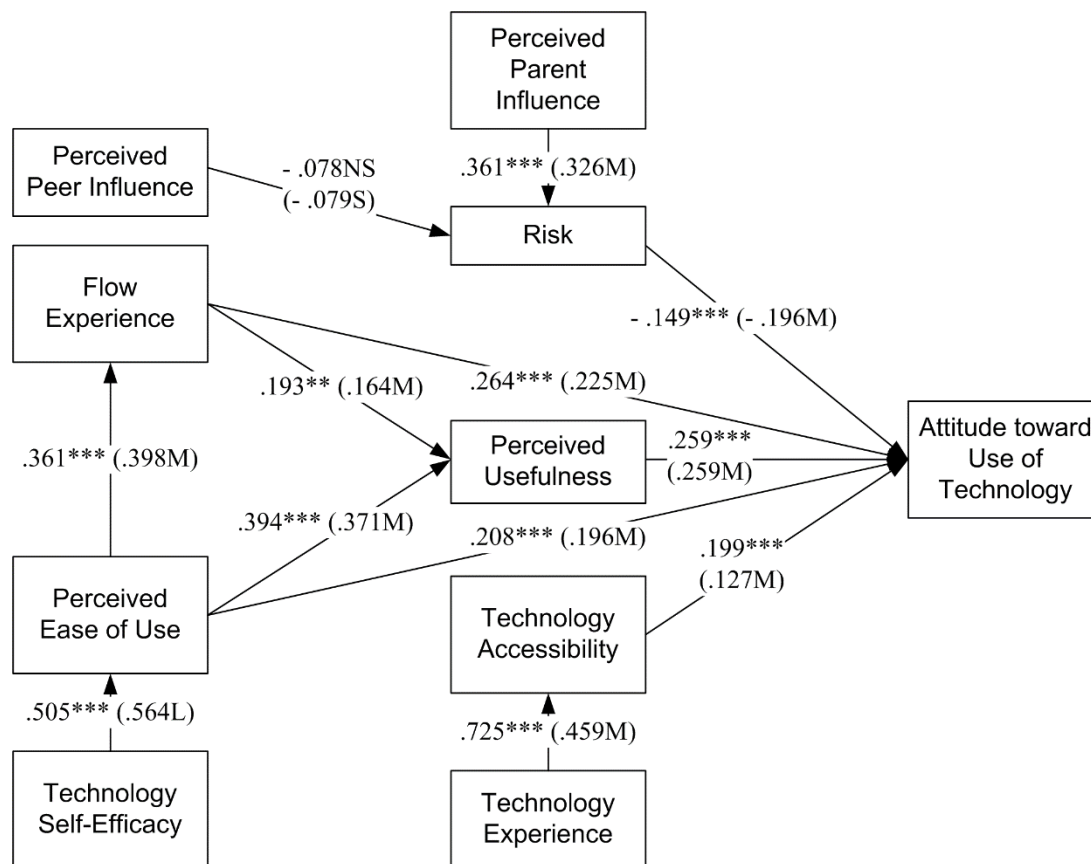 Perceived
Parent
Influence
Perceived
Peer Influence
- .078NS
(- .079S)
.361*** (.326M)
Risk
Flow
Experience
- .149*** (- .196M)
.193** (.164M)
.264*** (.225M)
.361*** (.398M)
Perceived
Usefulness
.259***
(.259M)
Attitude toward
Use of
Technology
.394*** (.371M)
.208*** (.196M)
.199***
(.127M)
Perceived
Ease of Use
Technology
Accessibility
.505*** (.564L)
.725*** (.459M)
Technology
Self-Efficacy
Technology
Experience